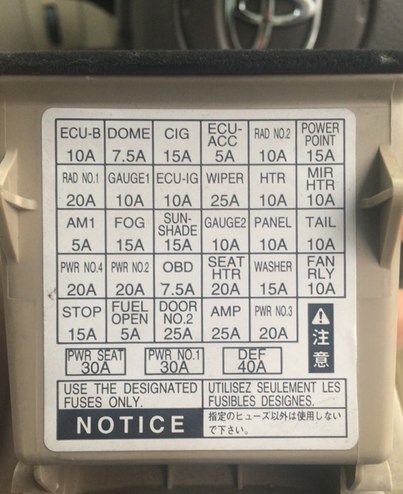 ECU-B DOME CIG ECU-ACC RAD NO.2 POWER POINT
10A 7.5A 15A 5A 10A 15A
RAD NO.1 GAUGE1 ECU-IG WIPER HTR MIR HTR
20A 10A 10A 25A 10A 10A
AM1 FOG SUN-SHADE GAUGE2 PANEL TAIL
5A 15A 15A 10A 10A 10A
PWR NO.4 PWR NO.2 OBD SEAT HTR WASHER FAN RLY
20A 20A 7.5A 20A 15A 10A
STOP FUEL OPEN DOOR NO.2 AMP PWR NO.3
15A 5A 25A 25A 20A
注意
PWR SEAT PWR NO.1 DEF
30A 30A 40A
USE THE DESIGNATED
FUSES ONLY.
UTILISEZ SEULEMENT LES
FUSIBLES DESIGNES.
NOTICE
指定のヒューズ以外は使用しない
で下さい。